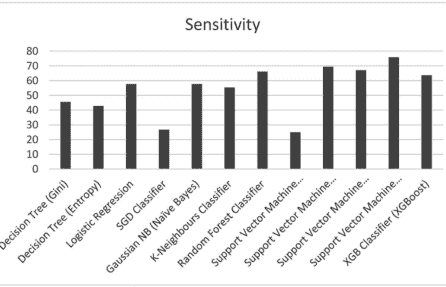 Sensitivity
80
70
60
50
40
30
20
10
0
Decision Tree (Gini)
Decision Tree (Entropy)
Logistic Regression
SGD Classifier
Gaussian NB (Naïve Bayes)
K-Neighbours Classifier
Random Forest Classifier
Support Vector Machine...
Support Vector Machine...
Support Vector Machine...
Support Vector Machine...
XGB Classifier (XGBoost)